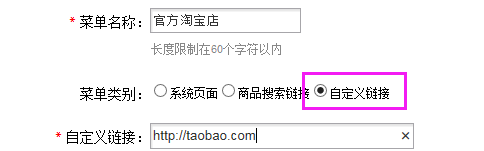 * 菜单名称： 官方淘宝店
长度限制在60个字符以内
菜单类别： 系统页面 商品搜索链接 自定义链接
* 自定义链接： http://taobao.com ×